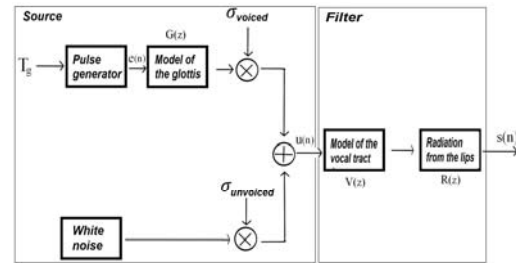 Source
Filter
σvoiced
G(z)
Pulse
generator
e(n)
Model of
the glottis
u(n)
Model of the
vocal tract
V(z)
Radiation
from the lips
R(z)
s(n)
σunvoiced
White
noise